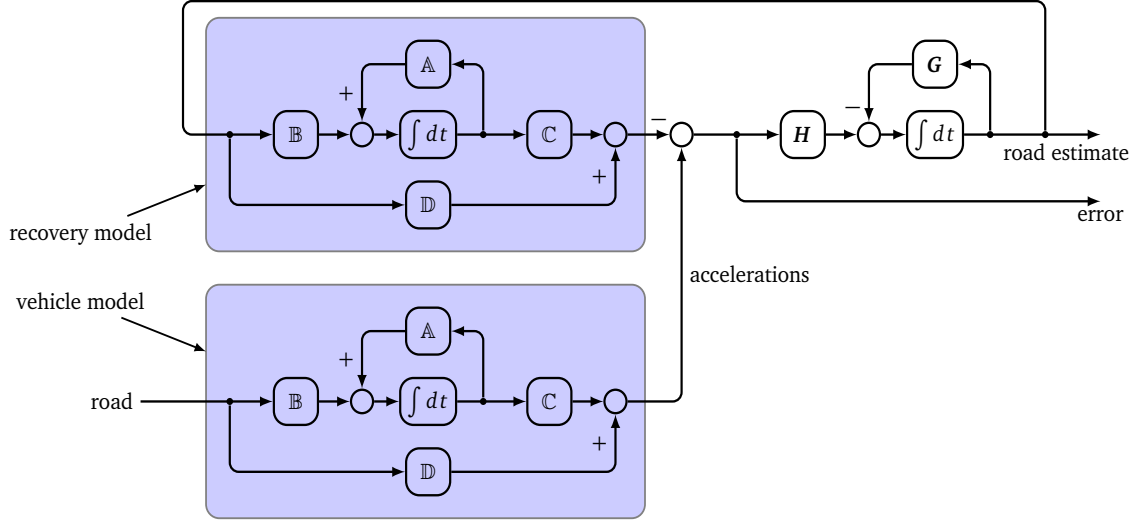 𝔸
G
+
−
−
𝔹
∫ dt
ℂ
H
∫ dt
road estimate
+
𝔻
error
recovery model
accelerations
vehicle model
𝔸
+
road
𝔹
∫ dt
ℂ
+
𝔻